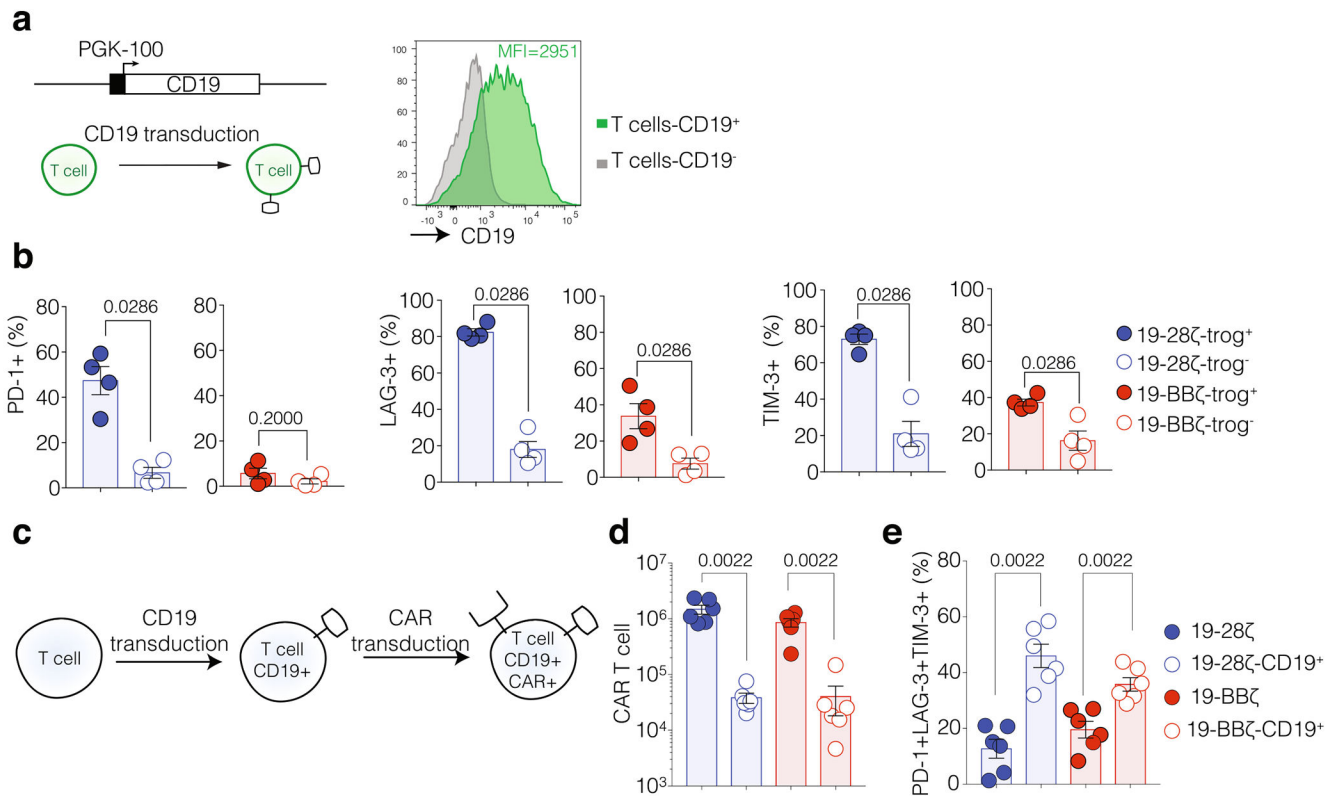 a
PGK-100
CD19
CD19 transduction
T cell
T cell
MFI=2951
100
80
60
40
20
0
-10³ 0 10³ 10⁴ 10⁵
CD19
T cells-CD19⁺
T cells-CD19⁻
b
PD-1+ (%)
80
60
40
20
0
0.0286
80
60
40
20
0
0.2000
LAG-3+ (%)
100
80
60
40
20
0
0.0286
100
80
60
40
20
0
0.0286
TIM-3+ (%)
100
80
60
40
20
0
0.0286
100
80
60
40
20
0
0.0286
19-28ζ-trog⁺
19-28ζ-trog⁻
19-BBζ-trog⁺
19-BBζ-trog⁻
c
T cell
CD19
transduction
T cell
CD19+
CAR
transduction
T cell
CD19+
CAR+
d
CAR T cell
10⁷
10⁶
10⁵
10⁴
10³
0.0022
0.0022
e
PD-1+LAG-3+TIM-3+ (%)
80
60
40
20
0
0.0022
0.0022
19-28ζ
19-28ζ-CD19⁺
19-BBζ
19-BBζ-CD19⁺